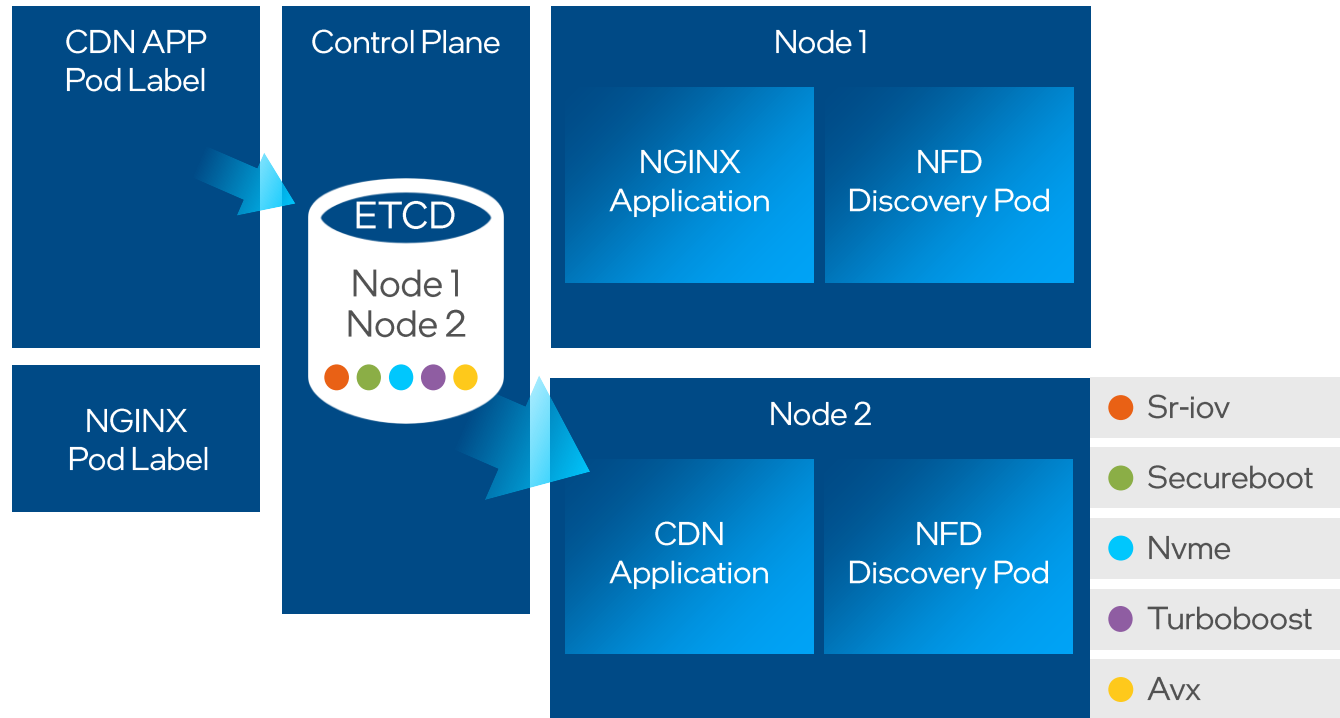 CDN APP
Pod Label
NGINX
Pod Label
Control Plane
ETCD
Node 1
Node 2
Node 1
NGINX
Application
NFD
Discovery Pod
Node 2
CDN
Application
NFD
Discovery Pod
Sr-iov
Secureboot
Nvme
Turboboost
Avx